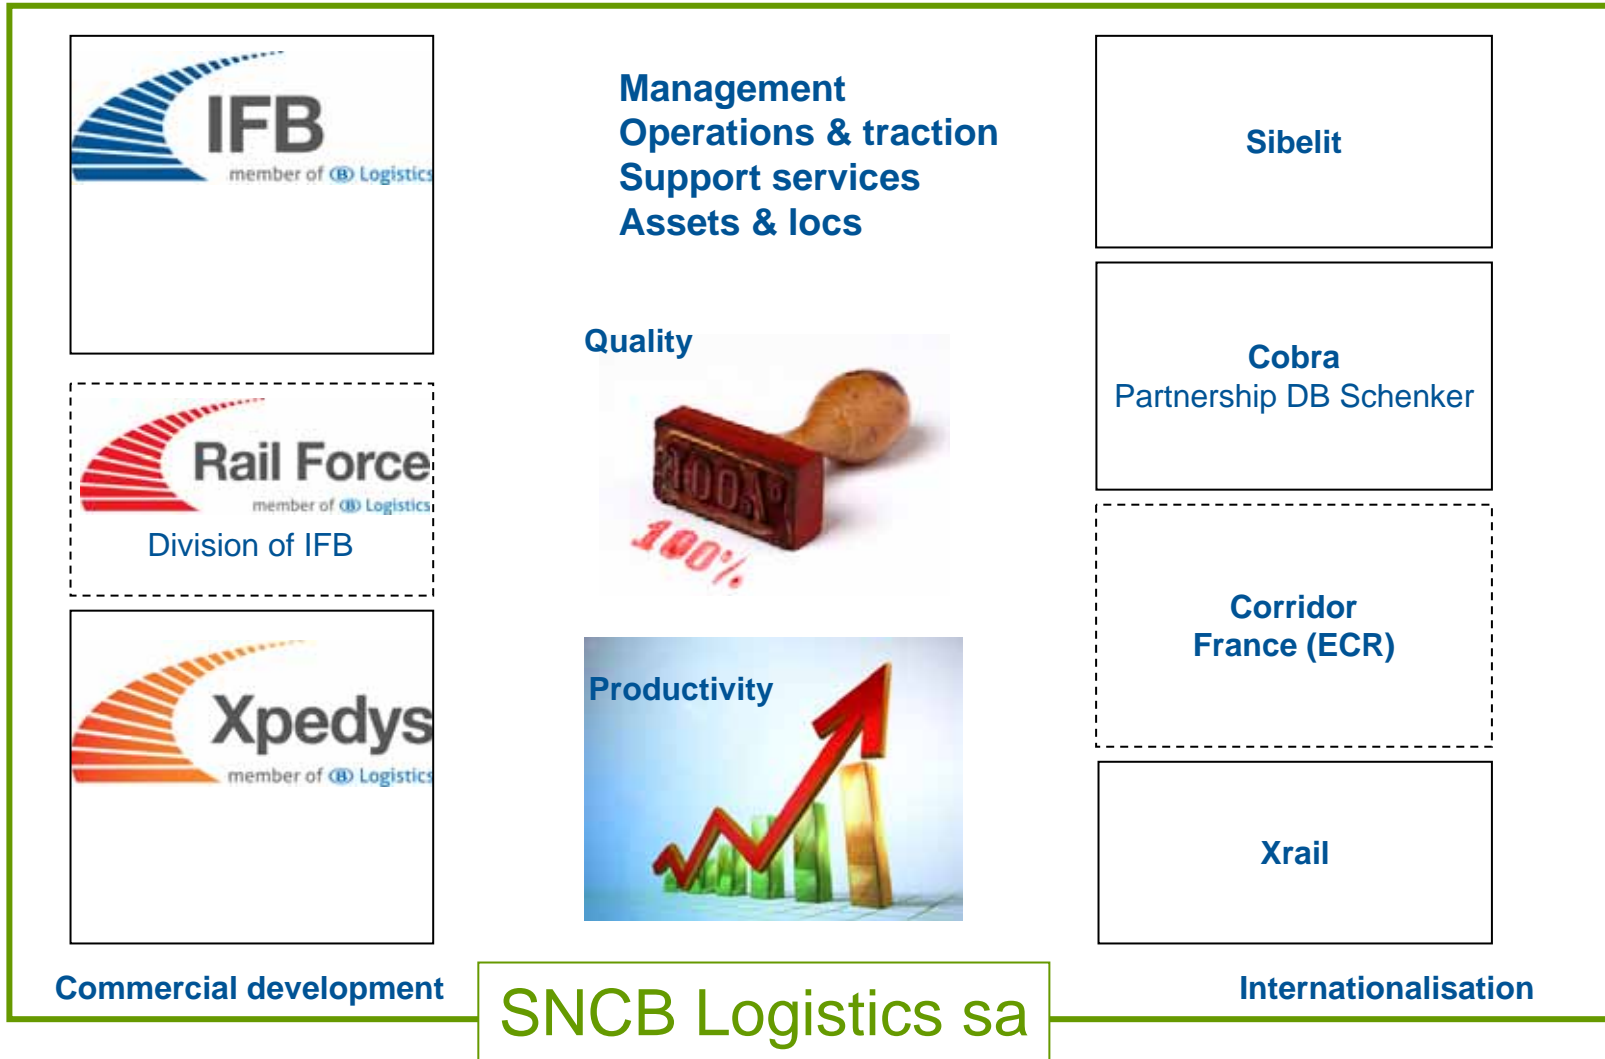 IFB
member of B Logistics
Rail Force
member of B Logistics
Division of IFB
Xpedys
member of B Logistics
Commercial development
Management
Operations & traction
Support services
Assets & locs
Quality
100%
100%
Productivity
Sibelit
Cobra
Partnership DB Schenker
Corridor
France (ECR)
Xrail
Internationalisation
SNCB Logistics sa